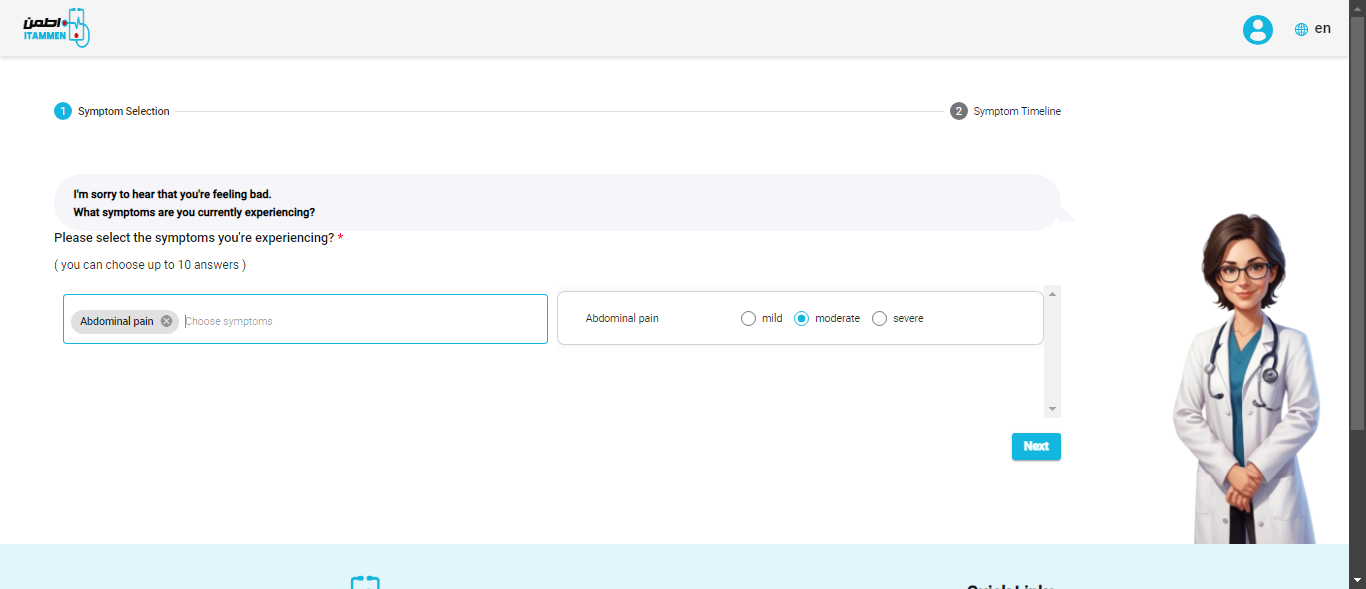 اطمن
ITAMMEN
en
1 Symptom Selection
2 Symptom Timeline
I'm sorry to hear that you're feeling bad.
What symptoms are you currently experiencing?
Please select the symptoms you're experiencing? *
( you can choose up to 10 answers )
Abdominal pain Choose symptoms
Abdominal pain mild moderate severe
Next
Quick Links